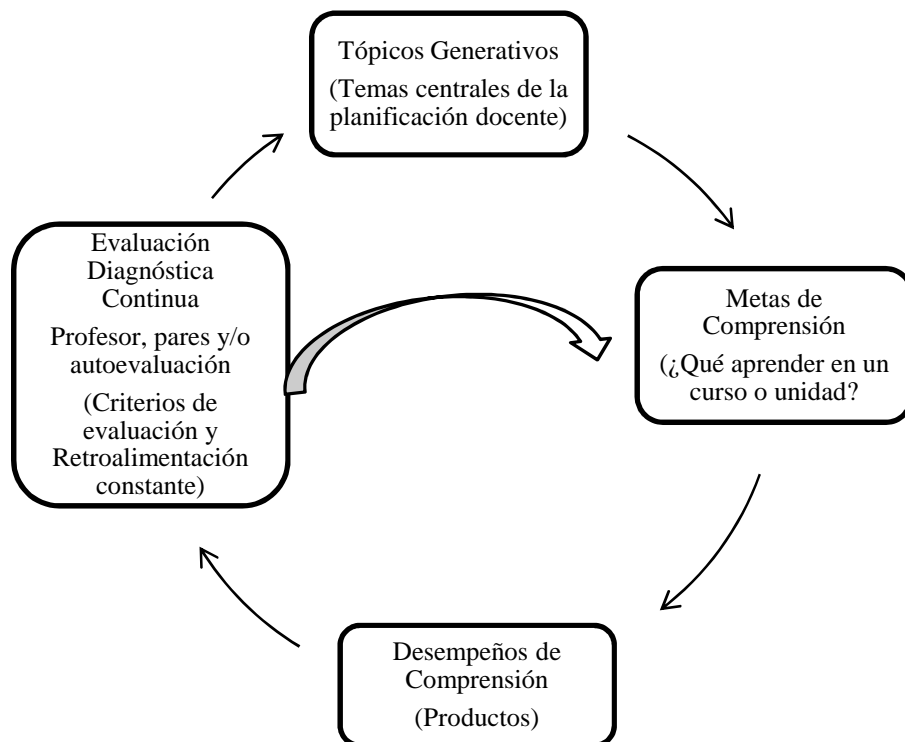 Tópicos Generativos
(Temas centrales de la
planificación docente)
Metas de
Comprensión
(¿Qué aprender en un
curso o unidad?
Desempeños de
Comprensión
(Productos)
Evaluación
Diagnóstica
Continua
Profesor, pares y/o
autoevaluación
(Criterios de
evaluación y
Retroalimentación
constante)